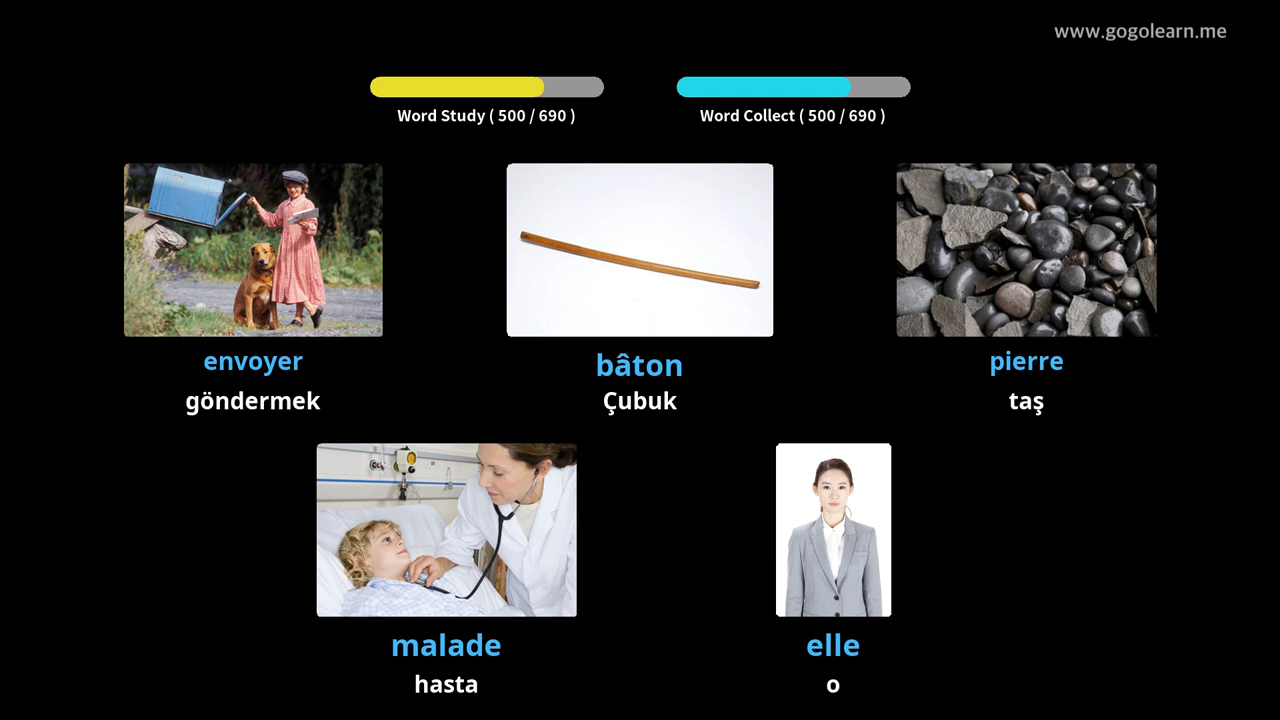 www.gogolearn.me
Word Study ( 500 / 690 )
Word Collect ( 500 / 690 )
envoyer
göndermek
bâton
Çubuk
pierre
taş
malade
hasta
elle
o